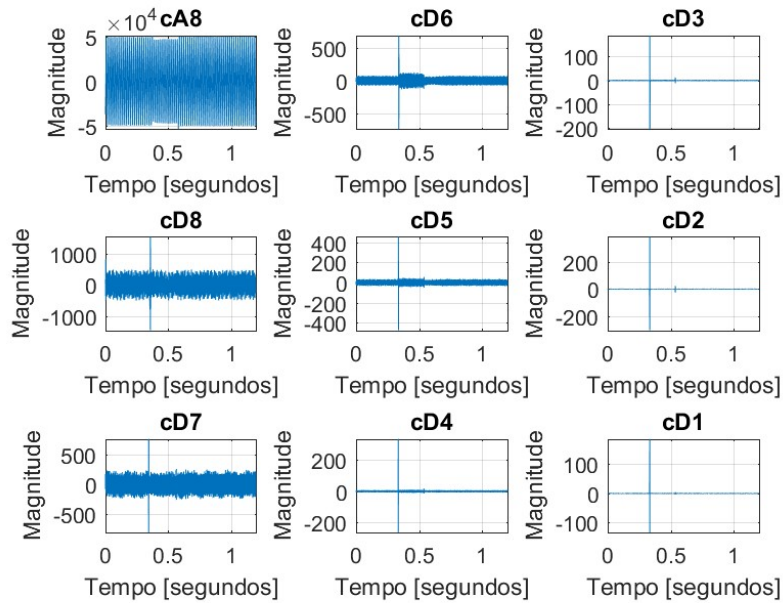 ×10⁴ cA8
5
0
-5
Magnitude
0 0.5 1
Tempo [segundos]
cD6
500
0
-500
Magnitude
0 0.5 1
Tempo [segundos]
cD3
100
0
-100
-200
Magnitude
0 0.5 1
Tempo [segundos]
cD8
1000
0
-1000
Magnitude
0 0.5 1
Tempo [segundos]
cD5
400
200
0
-200
-400
Magnitude
0 0.5 1
Tempo [segundos]
cD2
200
0
-200
Magnitude
0 0.5 1
Tempo [segundos]
cD7
500
0
-500
Magnitude
0 0.5 1
Tempo [segundos]
cD4
200
0
-200
Magnitude
0 0.5 1
Tempo [segundos]
cD1
100
0
-100
Magnitude
0 0.5 1
Tempo [segundos]